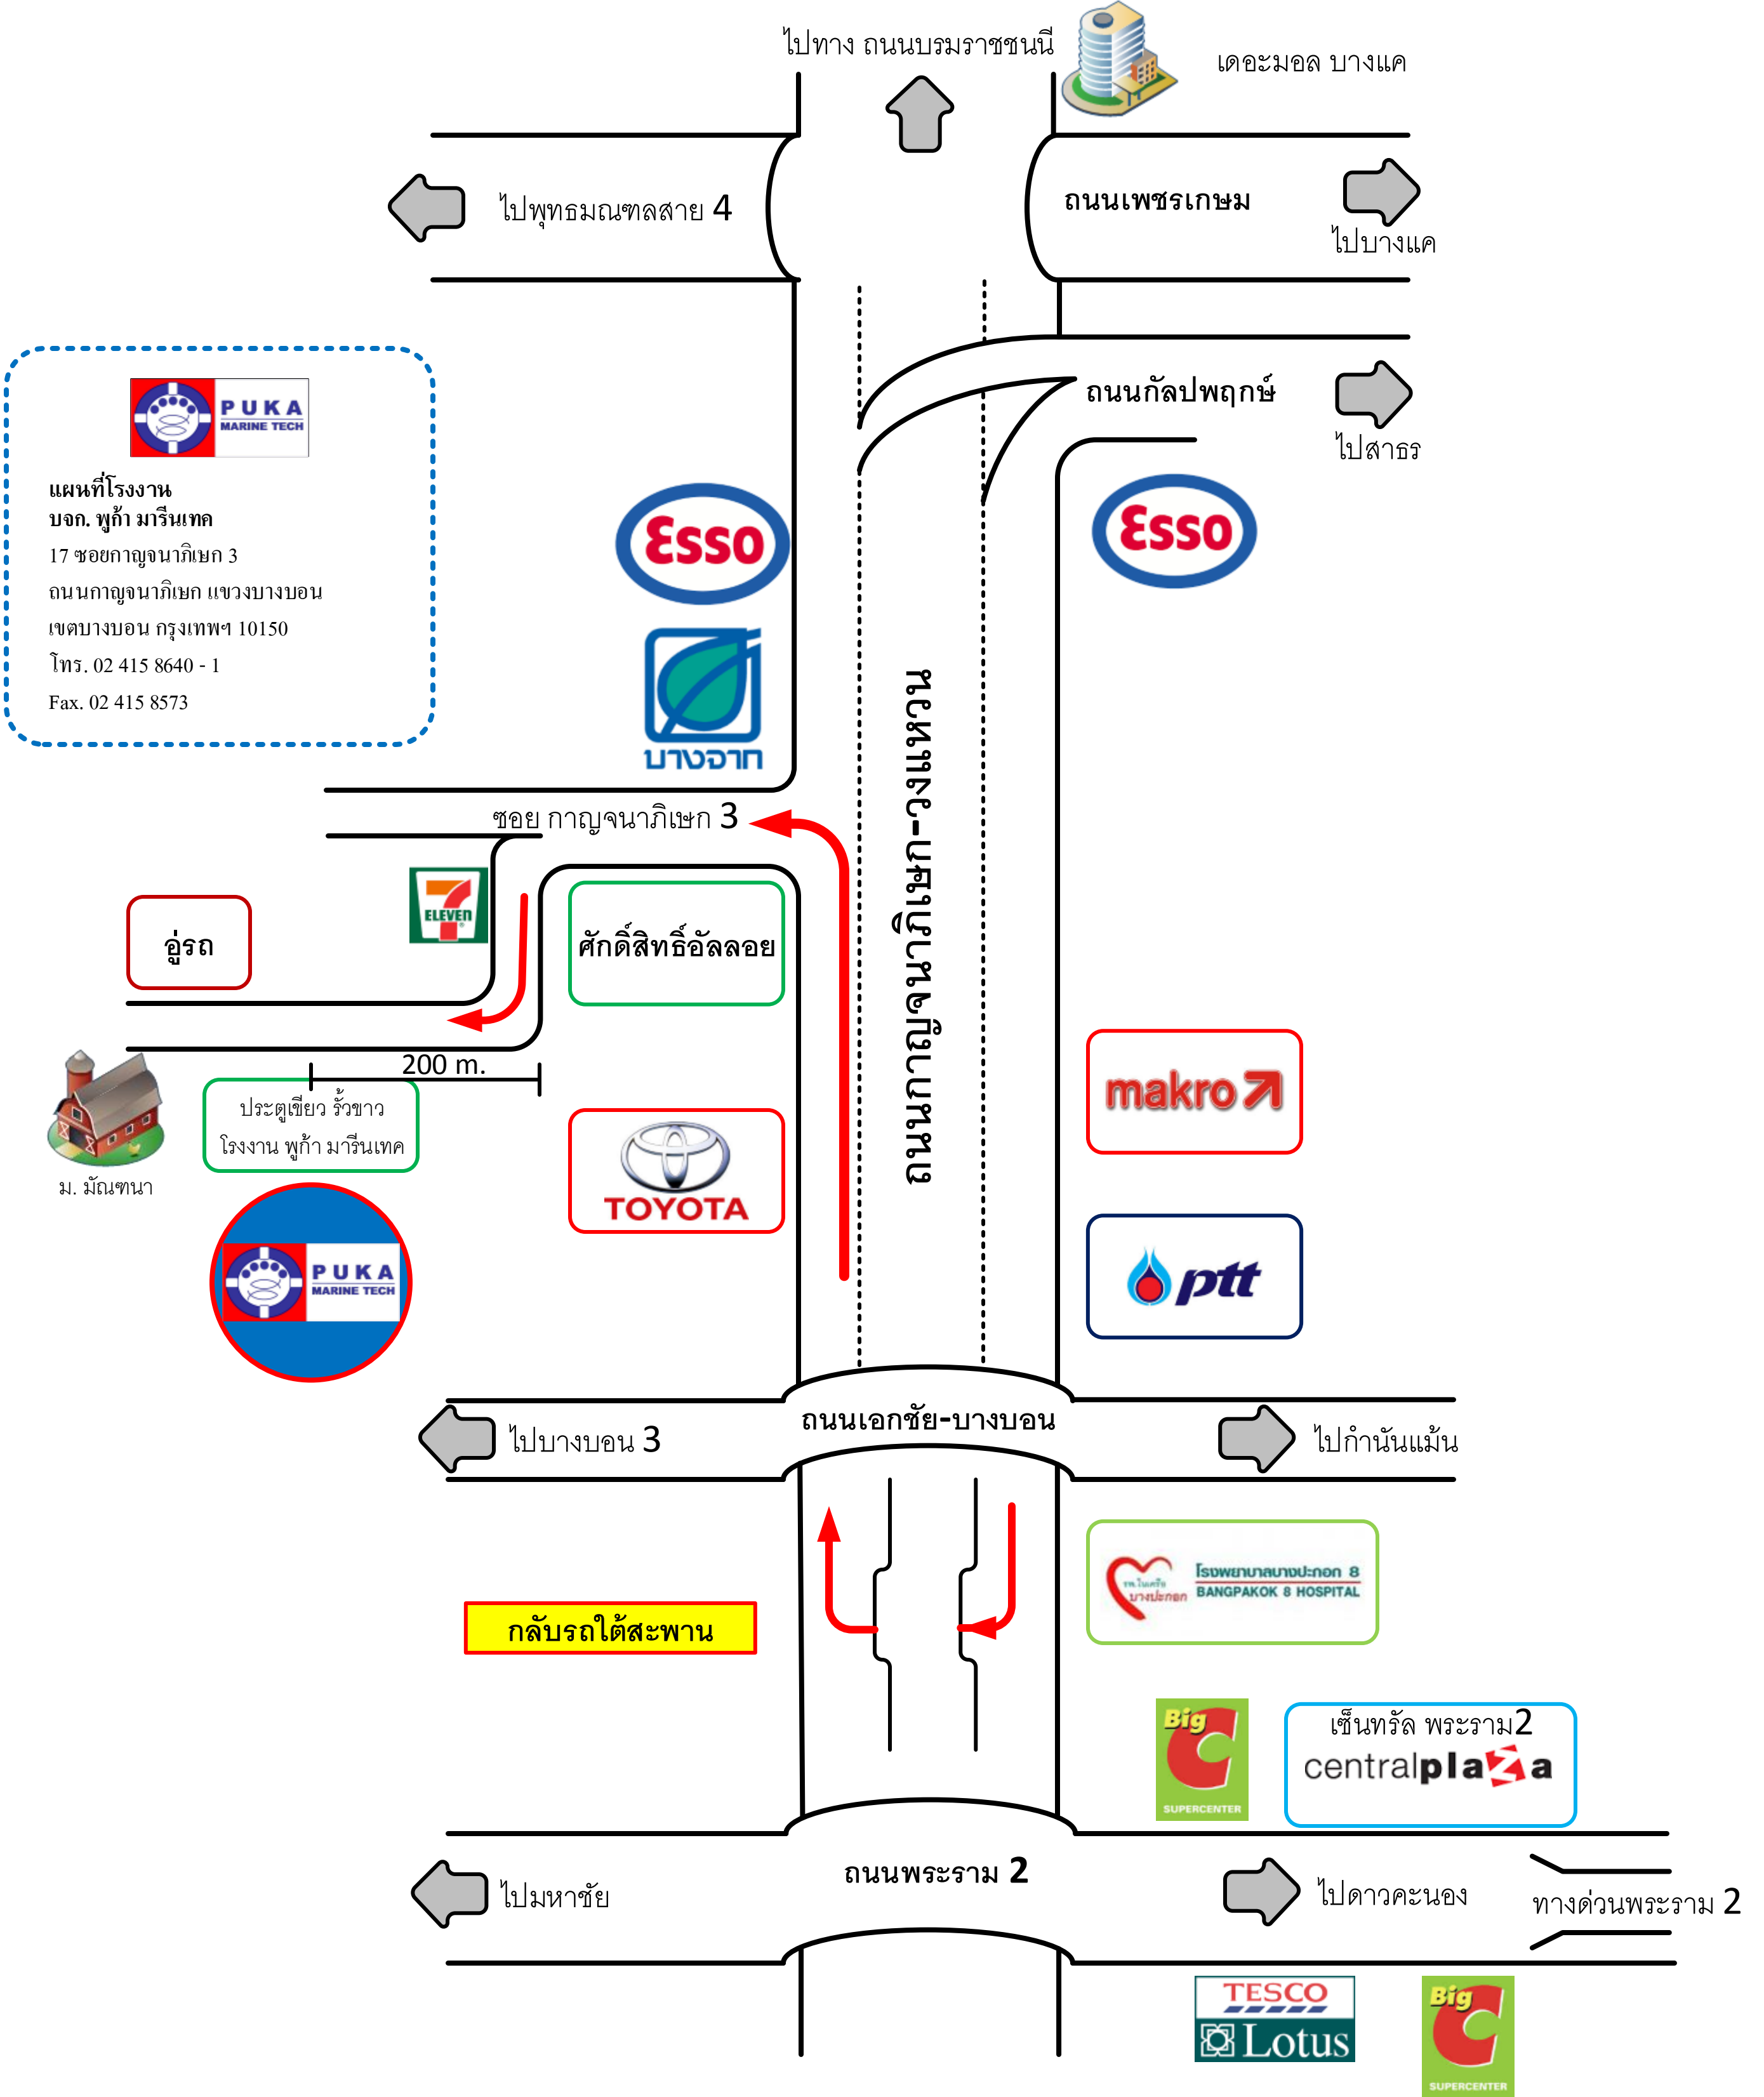 ไปทาง ถนนบรมราชชนนี
เดอะมอล บางแค
ไปพุทธมณฑลสาย 4
ถนนเพชรเกษม
ไปบางแค
ถนนกัลปพฤกษ์
ไปสาธร
PUKA
MARINE TECH
แผนที่โรงงาน
บจก. พูก้า มารีนเทค
17 ซอยกาญจนาภิเษก 3
ถนนกาญจนาภิเษก แขวงบางบอน
เขตบางบอน กรุงเทพฯ 10150
โทร. 02 415 8640 - 1
Fax. 02 415 8573
Esso
Esso
บางจาก
ถนนกาญจนาภิเษก-วงแหวน
ซอย กาญจนาภิเษก 3
7
ELEVEN
อู่รถ
ศักดิ์สิทธิ์อัลลอย
200 m.
ประตูเขียว รั้วขาว
โรงงาน พูก้า มารีนเทค
ม. มัณฑนา
makro
TOYOTA
PUKA
MARINE TECH
ptt
ถนนเอกชัย-บางบอน
ไปบางบอน 3
ไปกำนันแม้น
รพ.ในเครือ
บางปะกอก
โรงพยาบาลบางปะกอก 8
BANGPAKOK 8 HOSPITAL
กลับรถใต้สะพาน
Big C
SUPERCENTER
เซ็นทรัล พระราม2
centralplaza
ถนนพระราม 2
ไปมหาชัย
ไปดาวคะนอง
ทางด่วนพระราม 2
TESCO
Lotus
Big C
SUPERCENTER